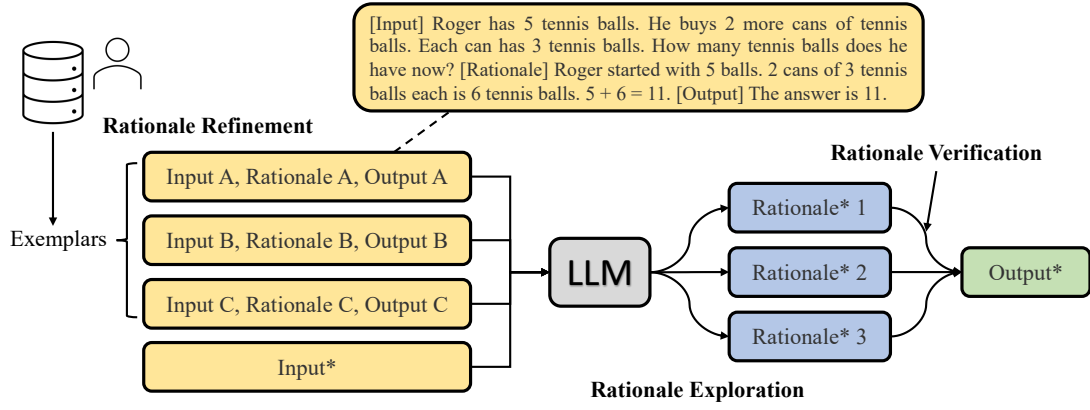 [Input] Roger has 5 tennis balls. He buys 2 more cans of tennis
balls. Each can has 3 tennis balls. How many tennis balls does he
have now? [Rationale] Roger started with 5 balls. 2 cans of 3 tennis
balls each is 6 tennis balls. 5 + 6 = 11. [Output] The answer is 11.
Rationale Refinement
Rationale Verification
Input A, Rationale A, Output A
Rationale* 1
Exemplars
Input B, Rationale B, Output B
LLM
Rationale* 2
Output*
Input C, Rationale C, Output C
Rationale* 3
Input*
Rationale Exploration